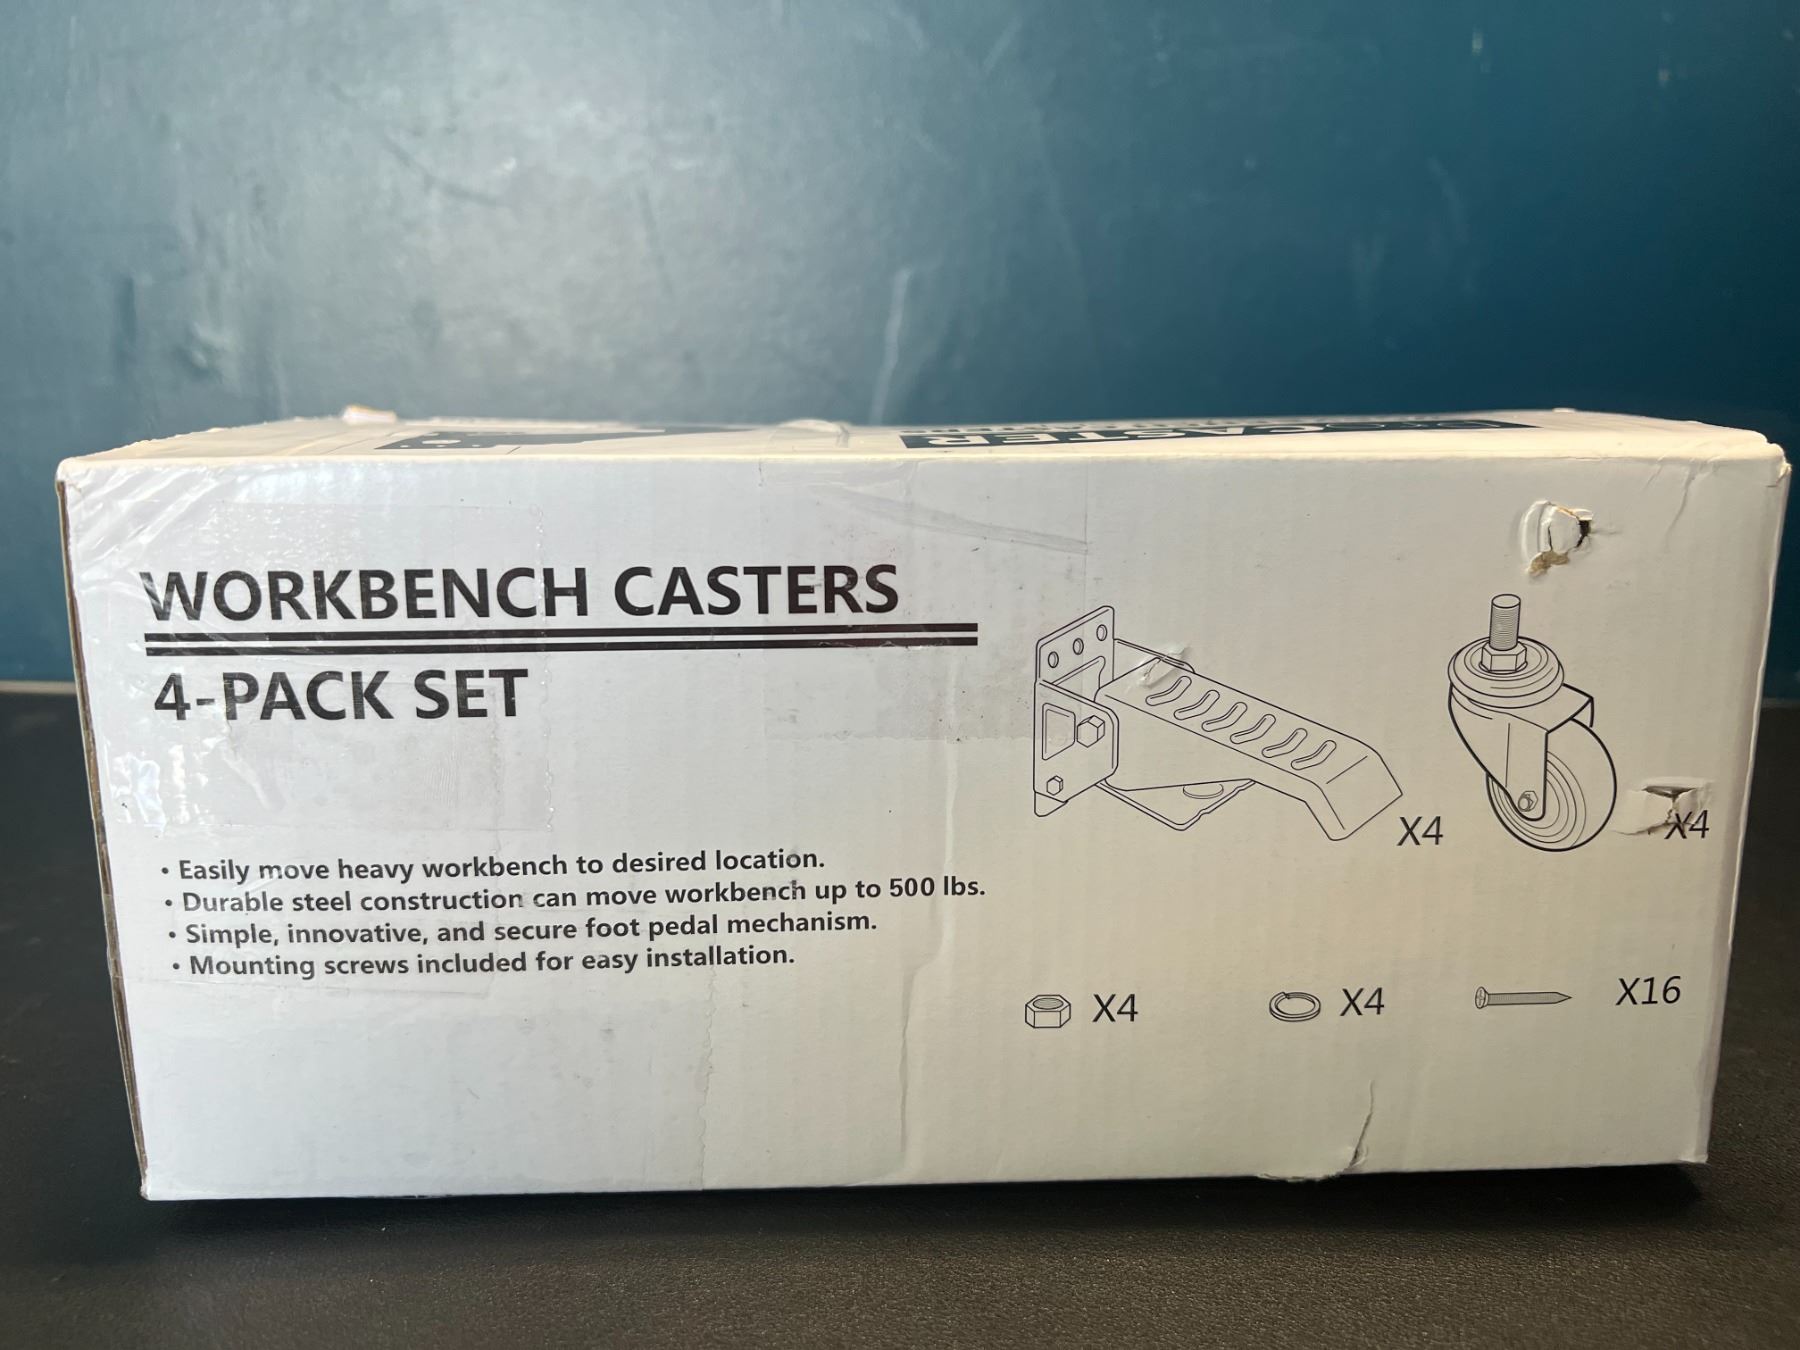 CASTER
WORKBENCH CASTERS
4-PACK SET
• Easily move heavy workbench to desired location.
• Durable steel construction can move workbench up to 500 lbs.
• Simple, innovative, and secure foot pedal mechanism.
• Mounting screws included for easy installation.
X4
X4
X4
X4
X16